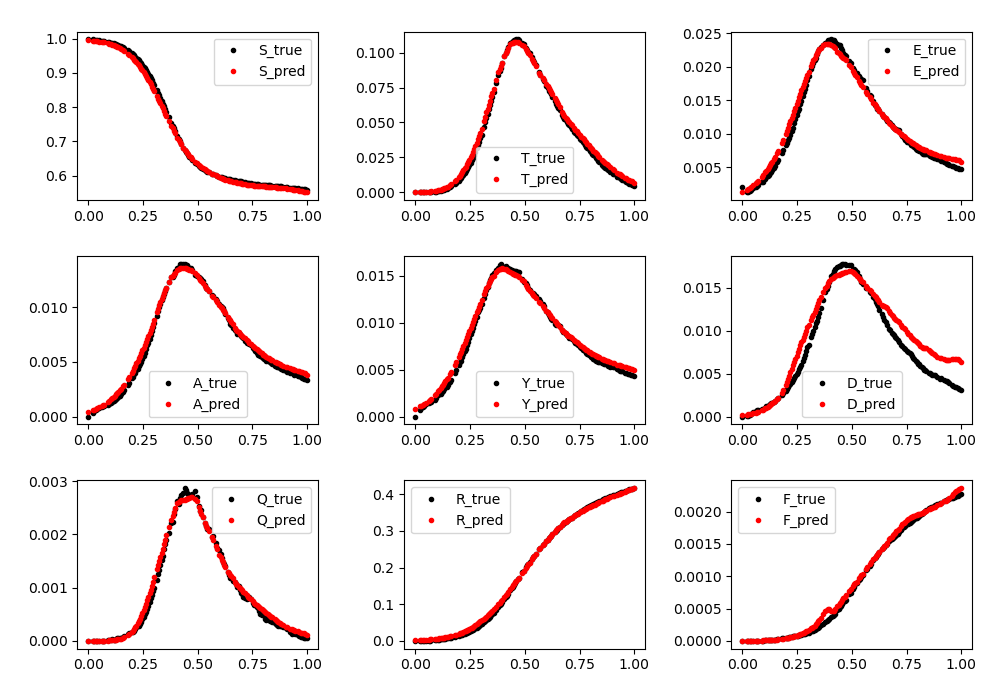 1.0
0.9
0.8
0.7
0.6
0.00 0.25 0.50 0.75 1.00
S_true
S_pred
0.100
0.075
0.050
0.025
0.000
0.00 0.25 0.50 0.75 1.00
T_true
T_pred
0.025
0.020
0.015
0.010
0.005
0.00 0.25 0.50 0.75 1.00
E_true
E_pred
0.010
0.005
0.000
0.00 0.25 0.50 0.75 1.00
A_true
A_pred
0.015
0.010
0.005
0.000
0.00 0.25 0.50 0.75 1.00
Y_true
Y_pred
0.015
0.010
0.005
0.000
0.00 0.25 0.50 0.75 1.00
D_true
D_pred
0.003
0.002
0.001
0.000
0.00 0.25 0.50 0.75 1.00
Q_true
Q_pred
0.4
0.3
0.2
0.1
0.0
0.00 0.25 0.50 0.75 1.00
R_true
R_pred
0.0020
0.0015
0.0010
0.0005
0.0000
0.00 0.25 0.50 0.75 1.00
F_true
F_pred